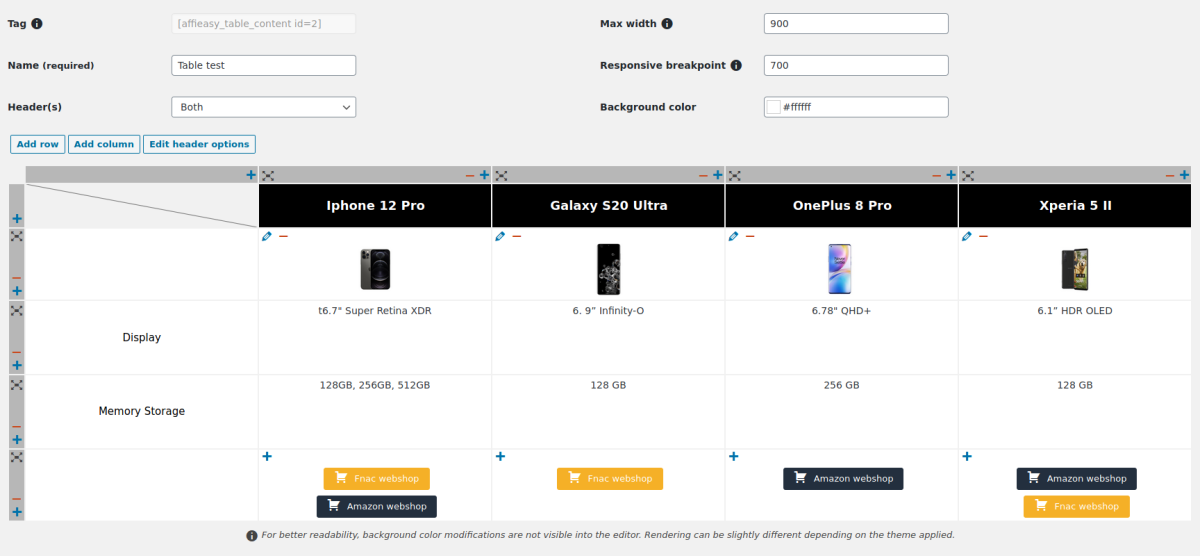 Tag
[affieasy_table_content id=2]
Max width
900
Name (required)
Table test
Responsive breakpoint
700
Header(s)
Both
Background color
#ffffff
Add row
Add column
Edit header options
Iphone 12 Pro
Galaxy S20 Ultra
OnePlus 8 Pro
Xperia 5 II
Display
t6.7" Super Retina XDR
6. 9” Infinity-O
6.78" QHD+
6.1” HDR OLED
Memory Storage
128GB, 256GB, 512GB
128 GB
256 GB
128 GB
Fnac webshop
Fnac webshop
Amazon webshop
Amazon webshop
Amazon webshop
Fnac webshop
For better readability, background color modifications are not visible into the editor. Rendering can be slightly different depending on the theme applied.